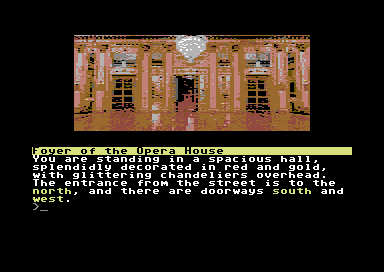 Foyer of the Opera House
You are standing in a spacious hall,
splendidly decorated in red and gold,
with glittering chandeliers overhead.
The entrance from the street is to the
north, and there are doorways south and
west.
>_